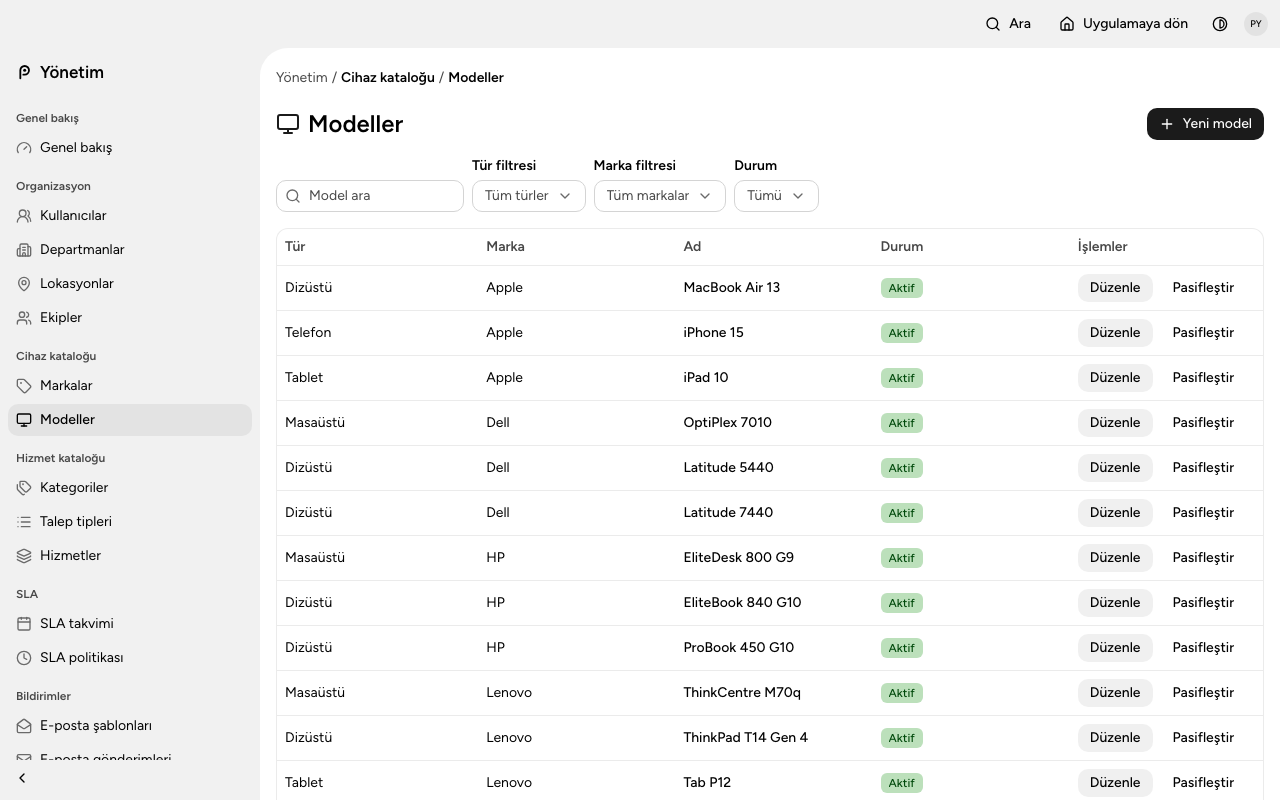 Ara
Uygulamaya dön
PY
Yönetim
Genel bakış
Genel bakış
Organizasyon
Kullanıcılar
Departmanlar
Lokasyonlar
Ekipler
Cihaz kataloğu
Markalar
Modeller
Hizmet kataloğu
Kategoriler
Talep tipleri
Hizmetler
SLA
SLA takvimi
SLA politikası
Bildirimler
E-posta şablonları
E-posta gönderimleri
Yönetim / Cihaz kataloğu / Modeller
Modeller
Yeni model
Tür filtresi Marka filtresi Durum
Model ara Tüm türler Tüm markalar Tümü
Tür Marka Ad Durum İşlemler
Dizüstü Apple MacBook Air 13 Aktif Düzenle Pasifleştir
Telefon Apple iPhone 15 Aktif Düzenle Pasifleştir
Tablet Apple iPad 10 Aktif Düzenle Pasifleştir
Masaüstü Dell OptiPlex 7010 Aktif Düzenle Pasifleştir
Dizüstü Dell Latitude 5440 Aktif Düzenle Pasifleştir
Dizüstü Dell Latitude 7440 Aktif Düzenle Pasifleştir
Masaüstü HP EliteDesk 800 G9 Aktif Düzenle Pasifleştir
Dizüstü HP EliteBook 840 G10 Aktif Düzenle Pasifleştir
Dizüstü HP ProBook 450 G10 Aktif Düzenle Pasifleştir
Masaüstü Lenovo ThinkCentre M70q Aktif Düzenle Pasifleştir
Dizüstü Lenovo ThinkPad T14 Gen 4 Aktif Düzenle Pasifleştir
Tablet Lenovo Tab P12 Aktif Düzenle Pasifleştir